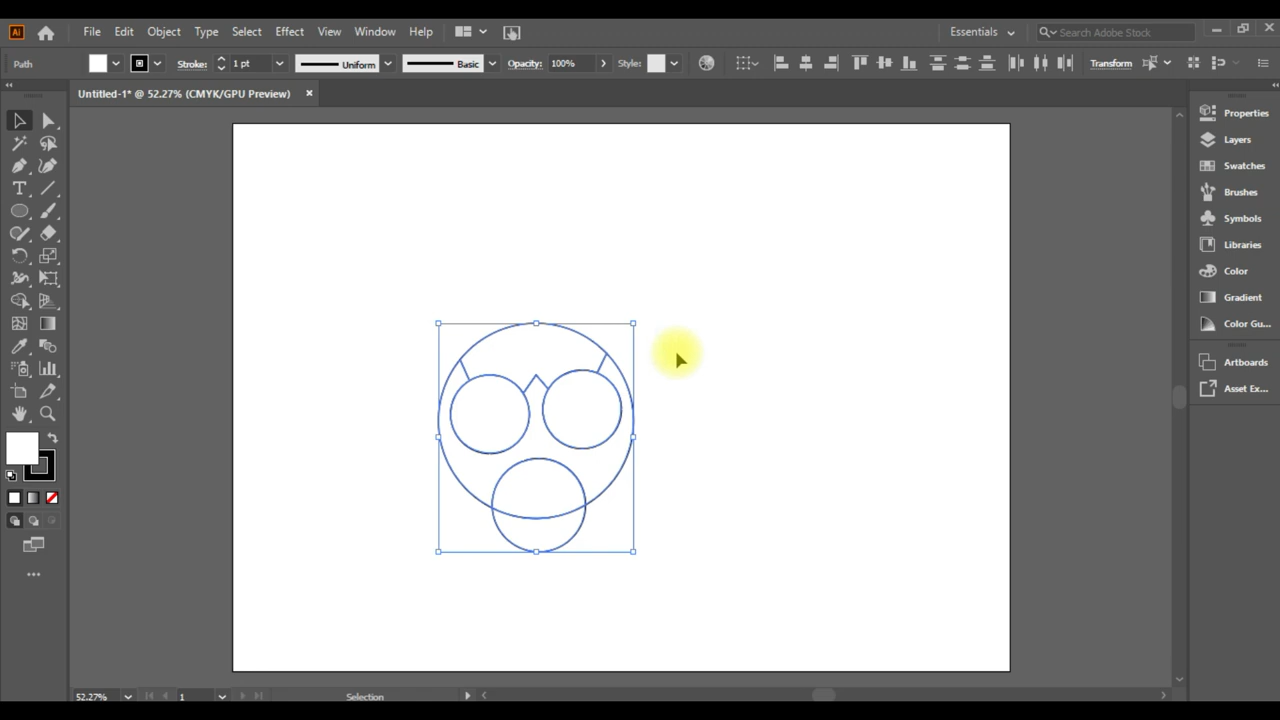 Ai File Edit Object Type Select Effect View Window Help Essentials Search Adobe Stock
Path Stroke: 1 pt Uniform Basic Opacity: 100% Style: Transform
Untitled-1* @ 52.27% (CMYK/GPU Preview) ×
Properties
Layers
Swatches
Brushes
Symbols
Libraries
Color
Gradient
Color Gu...
Artboards
Asset Ex...
52.27% 1 Selection